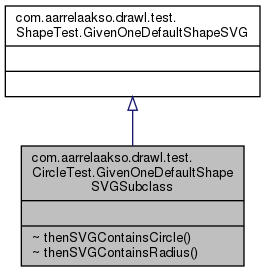 com.aarrelaakso.drawl.test.
ShapeTest.GivenOneDefaultShapeSVG
com.aarrelaakso.drawl.test.
CircleTest.GivenOneDefaultShape
SVGSubclass
~ thenSVGContainsCircle()
~ thenSVGContainsRadius()